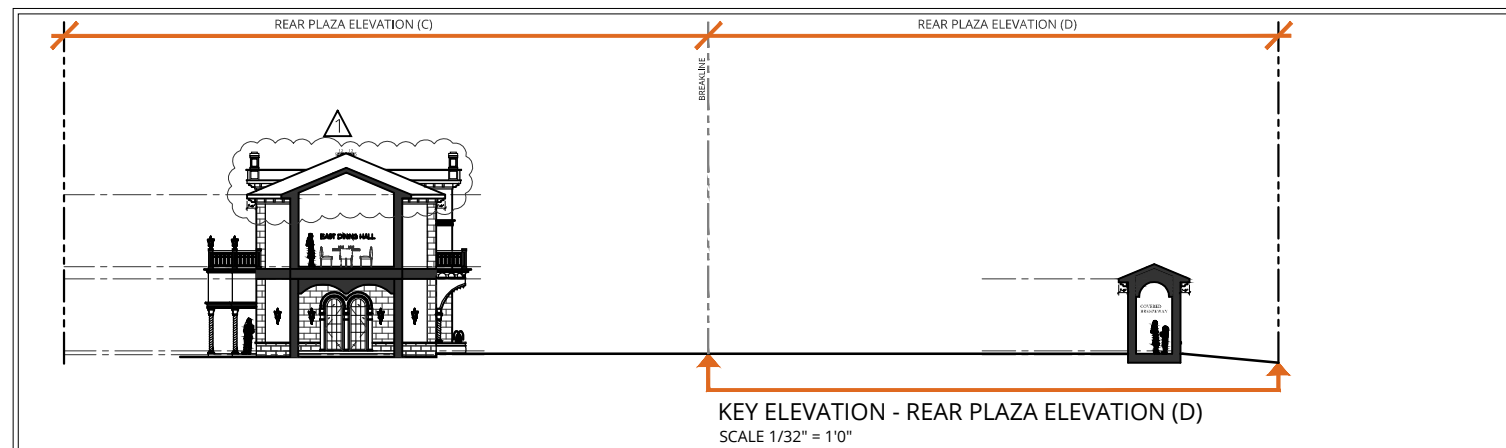 REAR PLAZA ELEVATION (C)
REAR PLAZA ELEVATION (D)
BREAKLINE
1
EAST DINING HALL
COVERED
BREEZEWAY
KEY ELEVATION - REAR PLAZA ELEVATION (D)
SCALE 1/32" = 1'0"